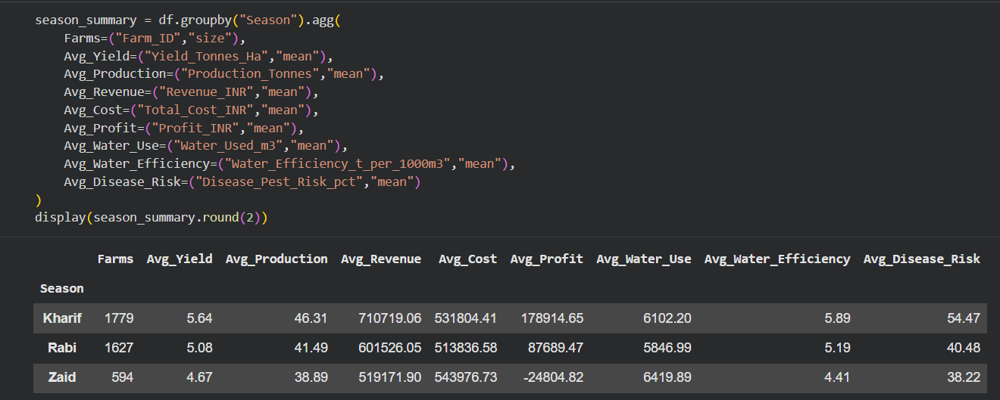 season_summary = df.groupby("Season").agg(
    Farms=("Farm_ID","size"),
    Avg_Yield=("Yield_Tonnes_Ha","mean"),
    Avg_Production=("Production_Tonnes","mean"),
    Avg_Revenue=("Revenue_INR","mean"),
    Avg_Cost=("Total_Cost_INR","mean"),
    Avg_Profit=("Profit_INR","mean"),
    Avg_Water_Use=("Water_Used_m3","mean"),
    Avg_Water_Efficiency=("Water_Efficiency_t_per_1000m3","mean"),
    Avg_Disease_Risk=("Disease_Pest_Risk_pct","mean")
)
display(season_summary.round(2))
Farms Avg_Yield Avg_Production Avg_Revenue Avg_Cost Avg_Profit Avg_Water_Use Avg_Water_Efficiency Avg_Disease_Risk
Season
Kharif 1779 5.64 46.31 710719.06 531804.41 178914.65 6102.20 5.89 54.47
Rabi 1627 5.08 41.49 601526.05 513836.58 87689.47 5846.99 5.19 40.48
Zaid 594 4.67 38.89 519171.90 543976.73 -24804.82 6419.89 4.41 38.22